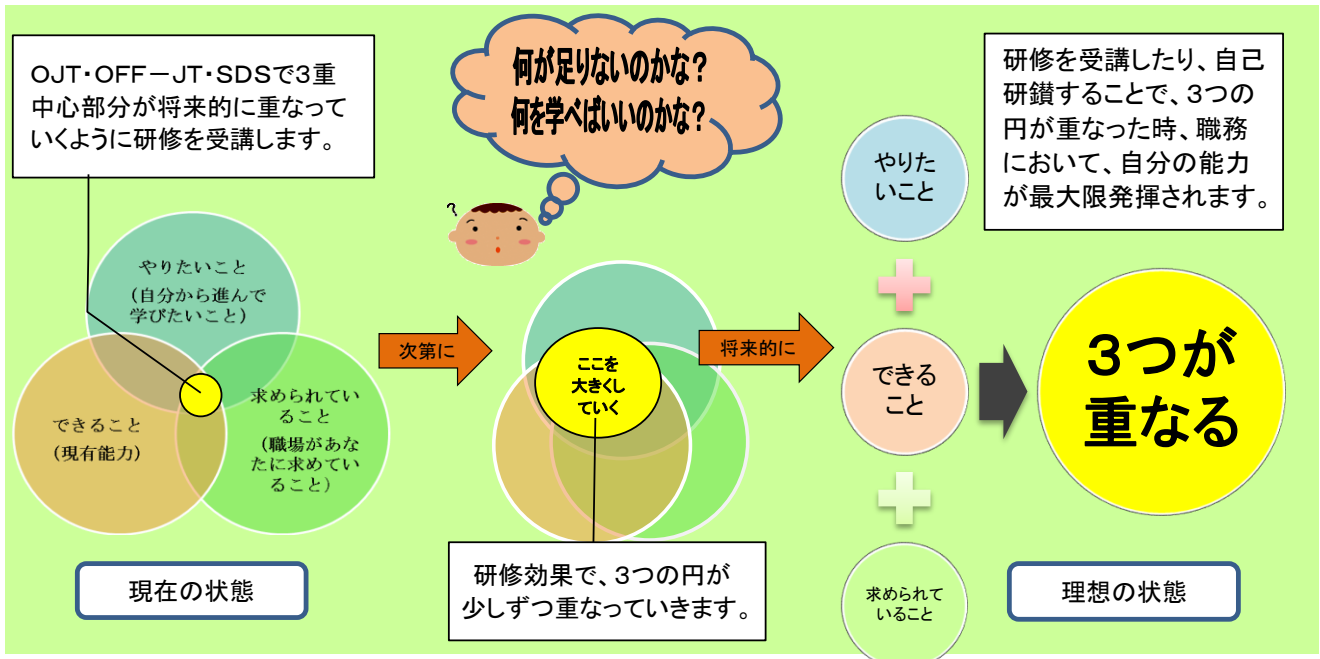 OJT・OFF－JT・SDSで3重
中心部分が将来的に重なって
いくように研修を受講します。
やりたいこと
（自分から進んで
学びたいこと）
できること
（現有能力）
求められてい
ること
（職場があな
たに求めてい
ること）
現在の状態
次第に
何が足りないのかな？
何を学べばいいのかな？
?
ここを
大きくし
ていく
研修効果で、３つの円が
少しずつ重なっていきます。
将来的に
やりた
いこと
できる
こと
求められて
いること
研修を受講したり、自己
研鑚することで、３つの
円が重なった時、職務
において、自分の能力
が最大限発揮されます。
３つが
重なる
理想の状態